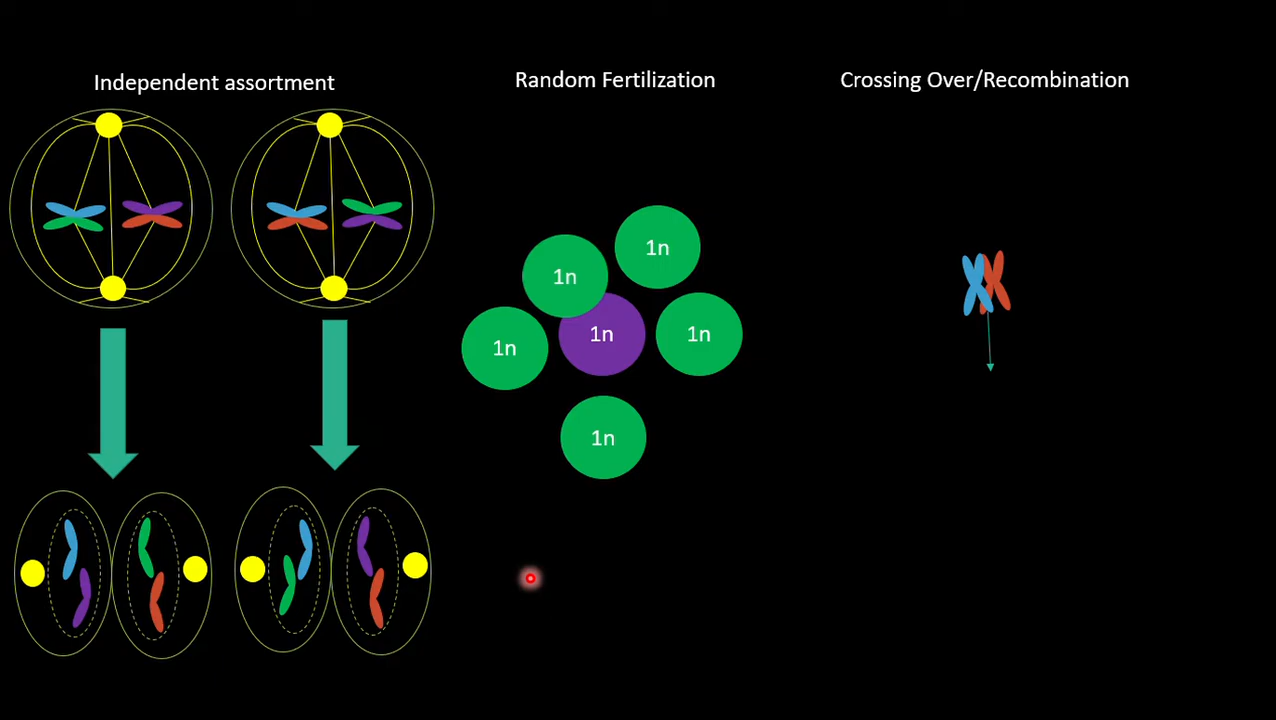 Independent assortment
Random Fertilization
Crossing Over/Recombination
1n
1n
1n
1n
1n
1n